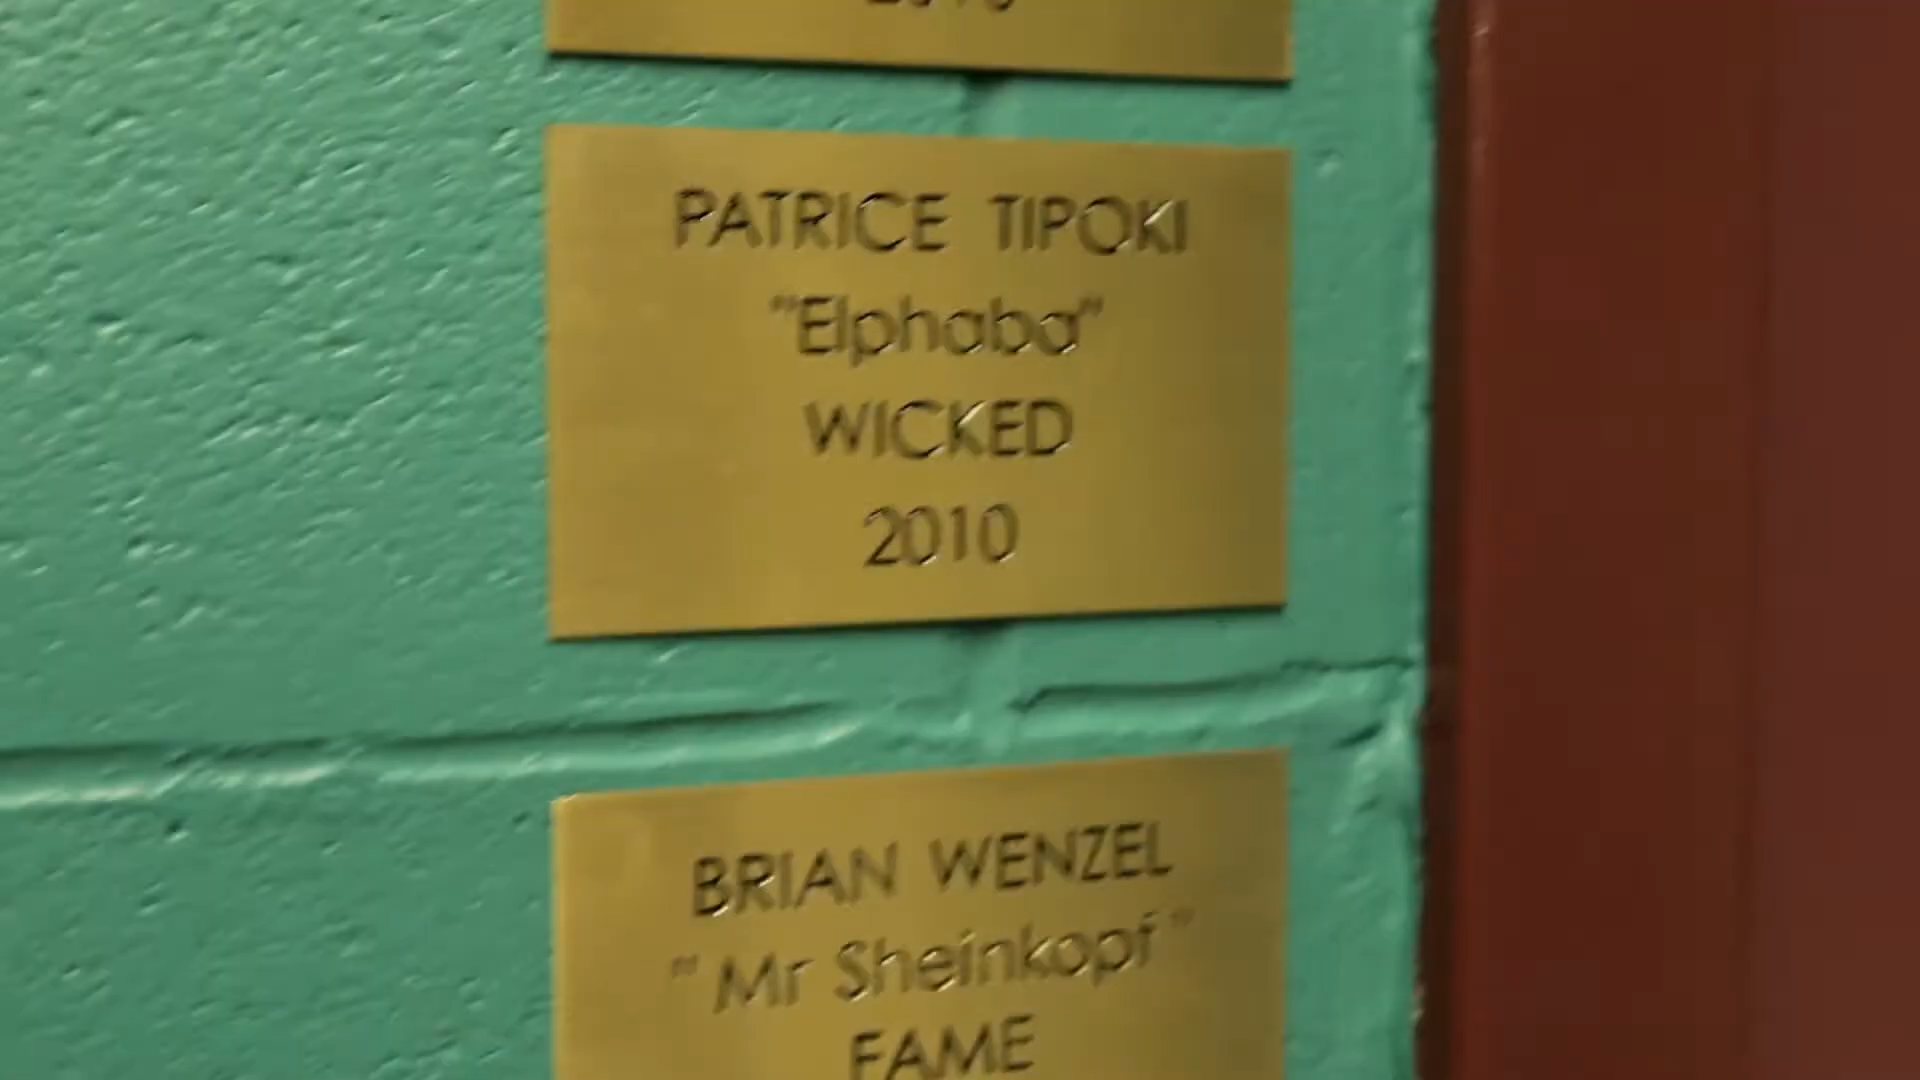 PATRICE TIPOKI
"Elphaba"
WICKED
2010
BRIAN WENZEL
"Mr Sheinkopf"
FAME